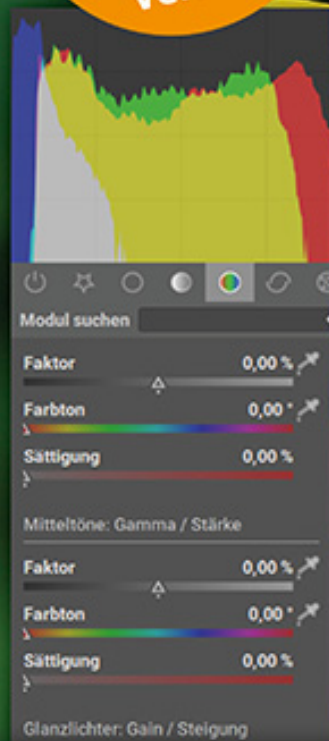 Modul suchen
Faktor 0,00 %
Farbton 0,00 °
Sättigung 0,00 %
Mitteltöne: Gamma / Stärke
Faktor 0,00 %
Farbton 0,00 °
Sättigung 0,00 %
Glanzlichter: Gain / Steigung